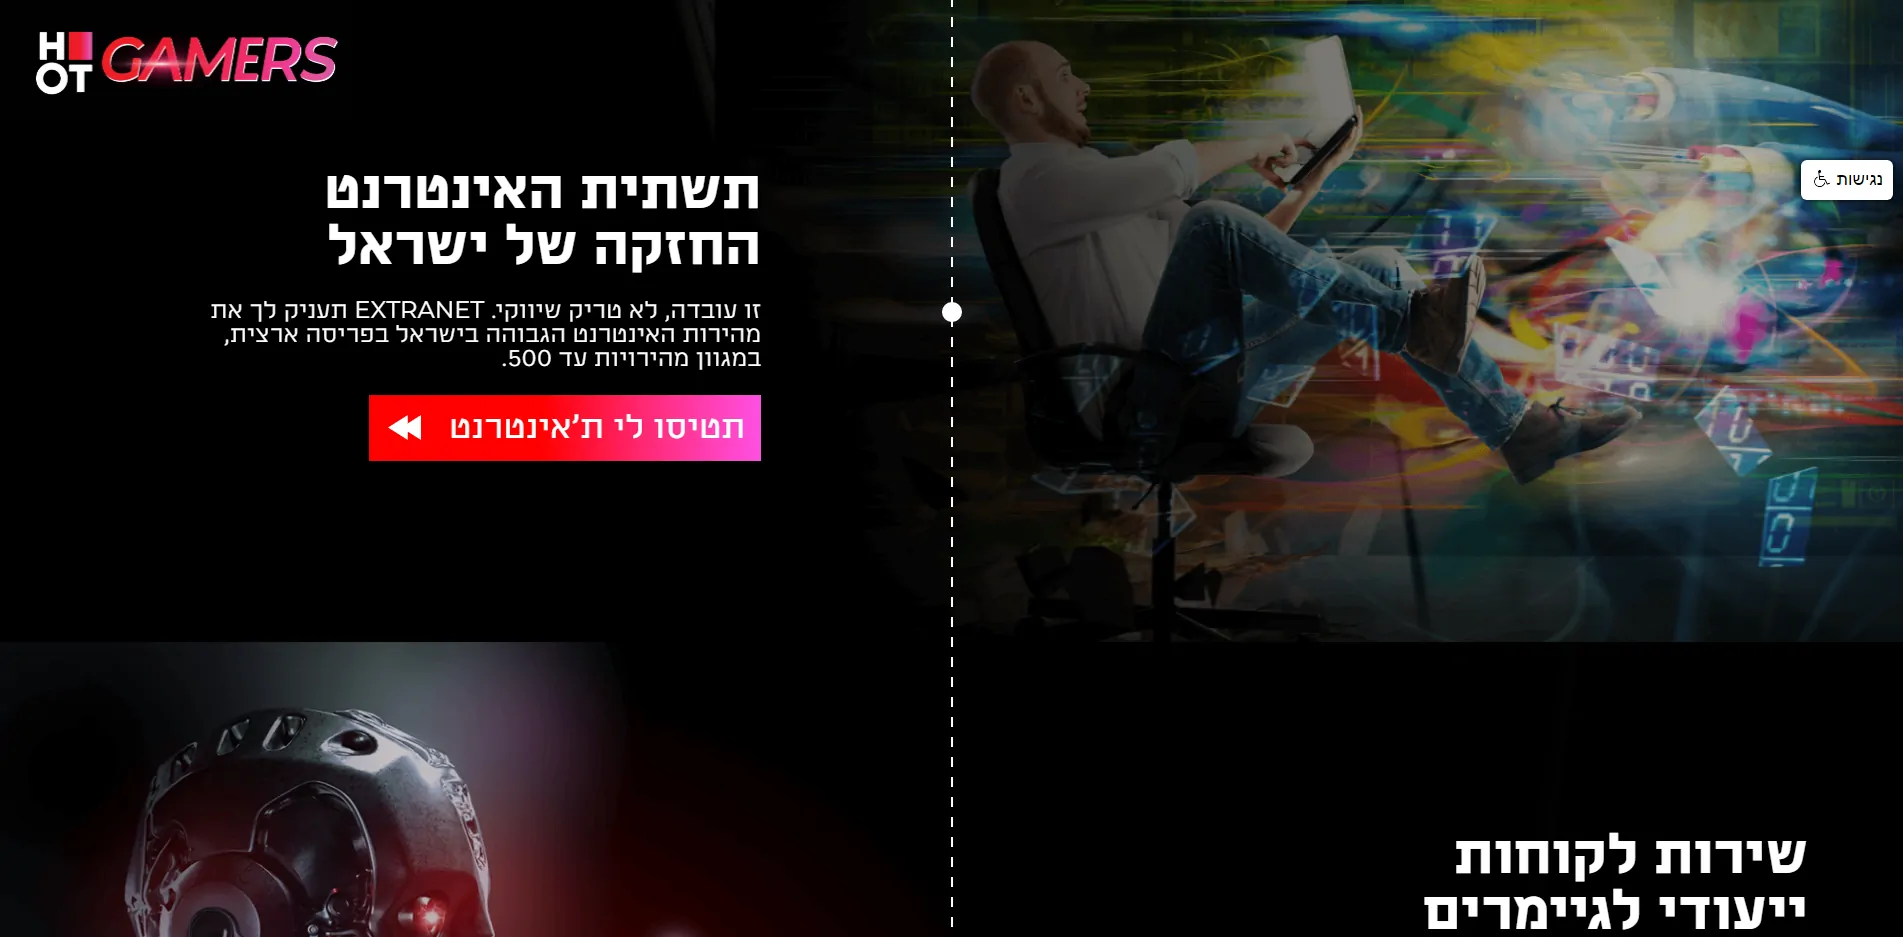 HOT GAMERS
נגישות
תשתית האינטרנט
החזקה של ישראל
זו עובדה, לא טריק שיווקי. EXTRANET תעניק לך את
מהירות האינטרנט הגבוהה בישראל בפריסה ארצית,
במגוון מהירויות עד 500.
תטיסו לי ת'אינטרנט
שירות לקוחות
ייעודי לגיימרים